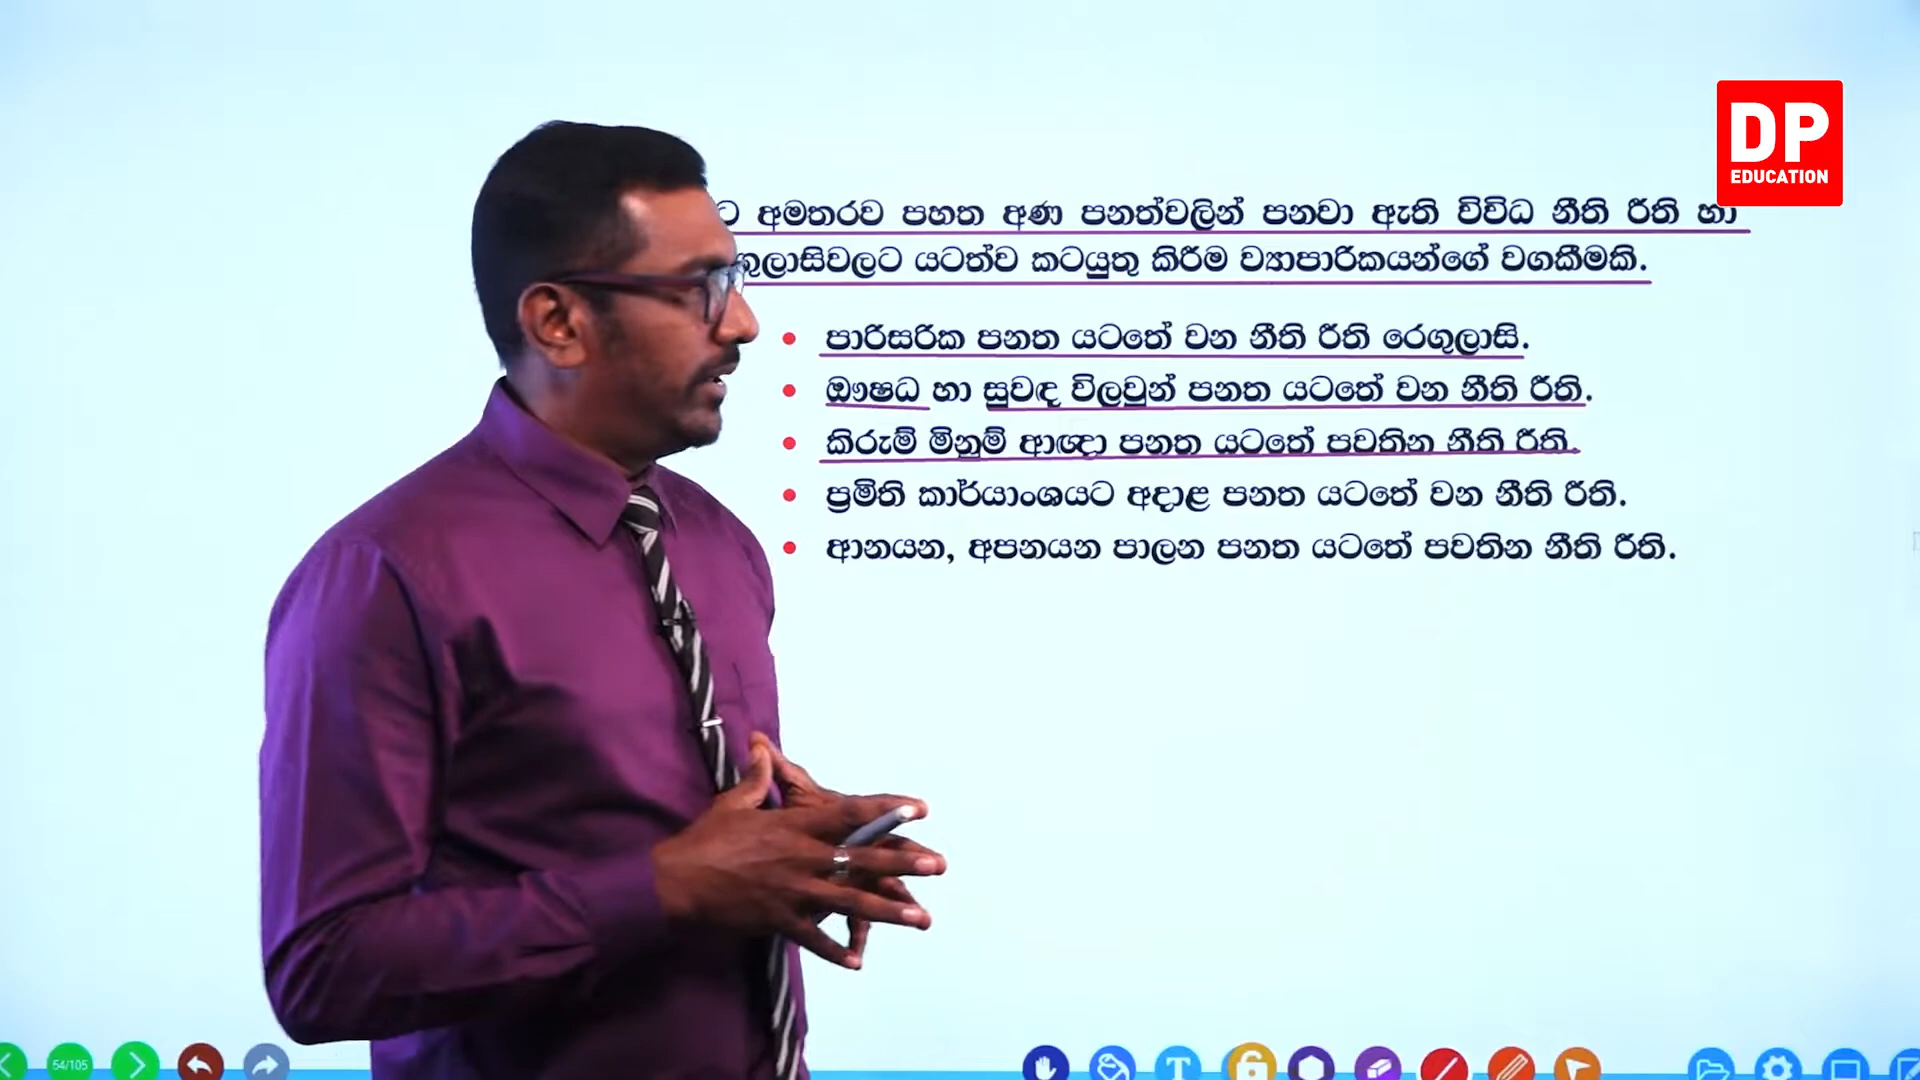 DP
EDUCATION
අමතරව පහත අණ පනත්වලින් පනවා ඇති විවිධ නීති රීති හා
යටත්ව කටයුතු කිරීම ව්‍යාපාරිකයන්ගේ වගකීමකි.
• පාරිසරික පනත යටතේ වන නීති රීති රෙගුලාසි.
• ඖෂධ හා සුවඳ විලවුන් පනත යටතේ වන නීති රීති.
• කිරුම් මිනුම් ආඥා පනත යටතේ පවතින නීති රීති.
• ප්‍රමිති කාර්යාංශයට අදාළ පනත යටතේ වන නීති රීති.
• ආනයන, අපනයන පාලන පනත යටතේ පවතින නීති රීති.
54/105